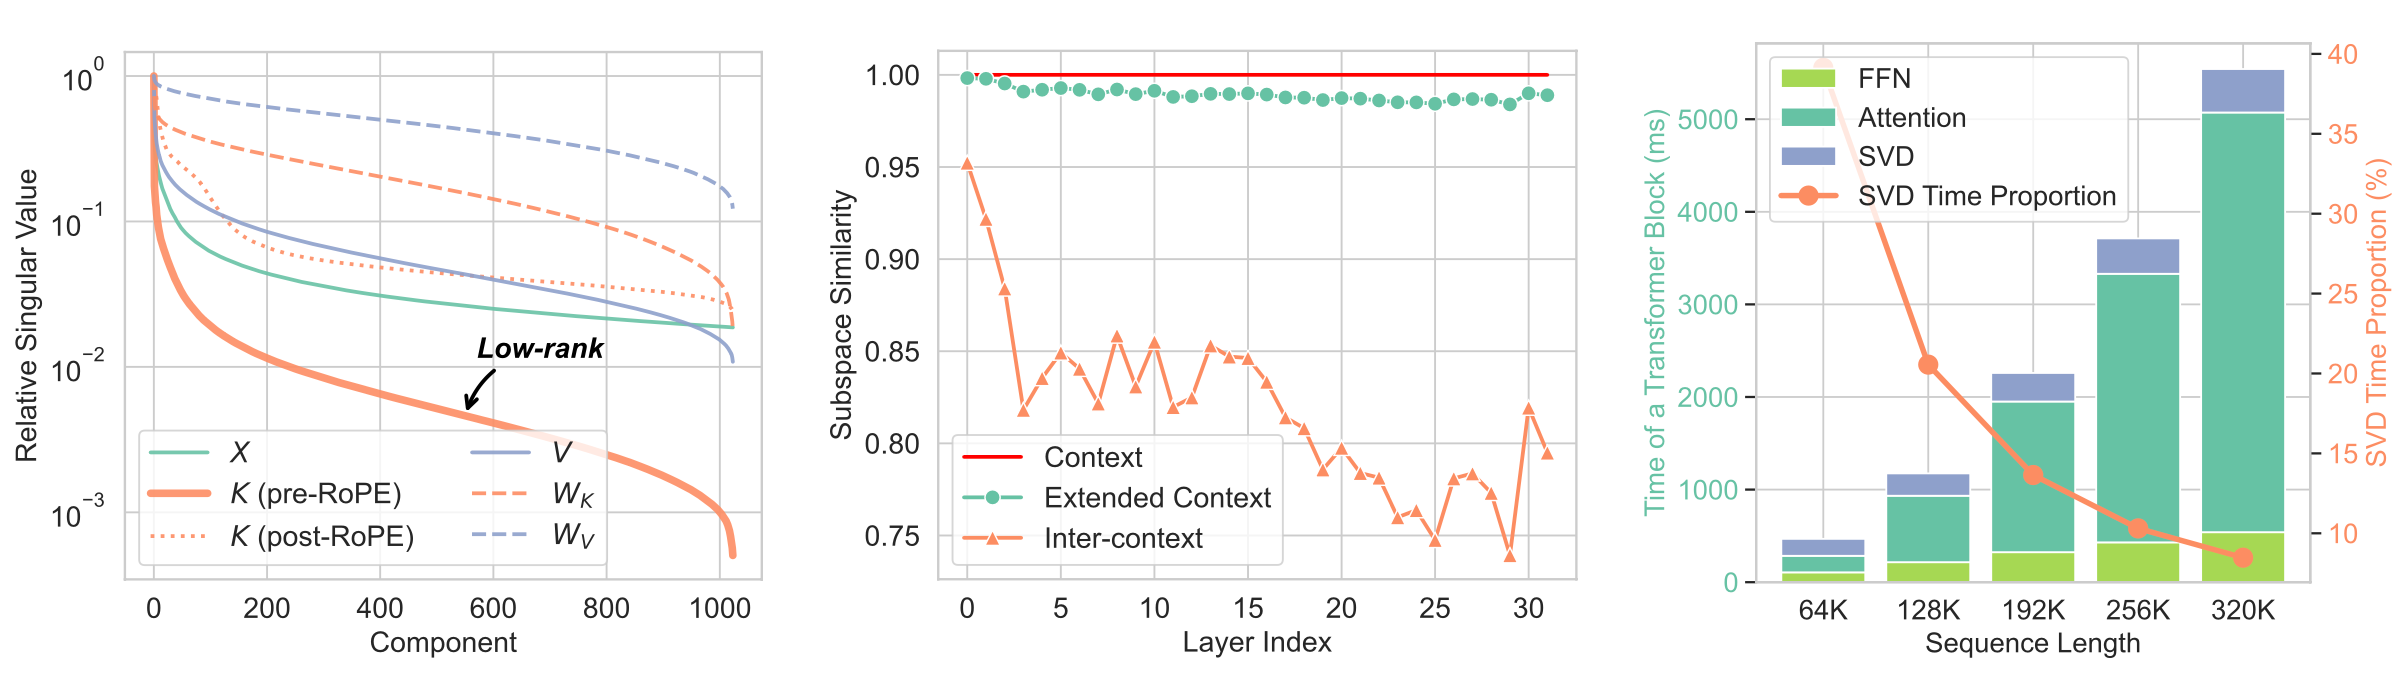 Relative Singular Value
10^0
10^−1
10^−2
10^−3
Low-rank
X
K (pre-RoPE)
K (post-RoPE)
V
W_K
W_V
0 200 400 600 800 1000
Component
Subspace Similarity
1.00
0.95
0.90
0.85
0.80
0.75
Context
Extended Context
Inter-context
0 5 10 15 20 25 30
Layer Index
Time of a Transformer Block (ms)
5000
4000
3000
2000
1000
0
FFN
Attention
SVD
SVD Time Proportion
40
35
30
25
20
15
10
SVD Time Proportion (%)
64K 128K 192K 256K 320K
Sequence Length